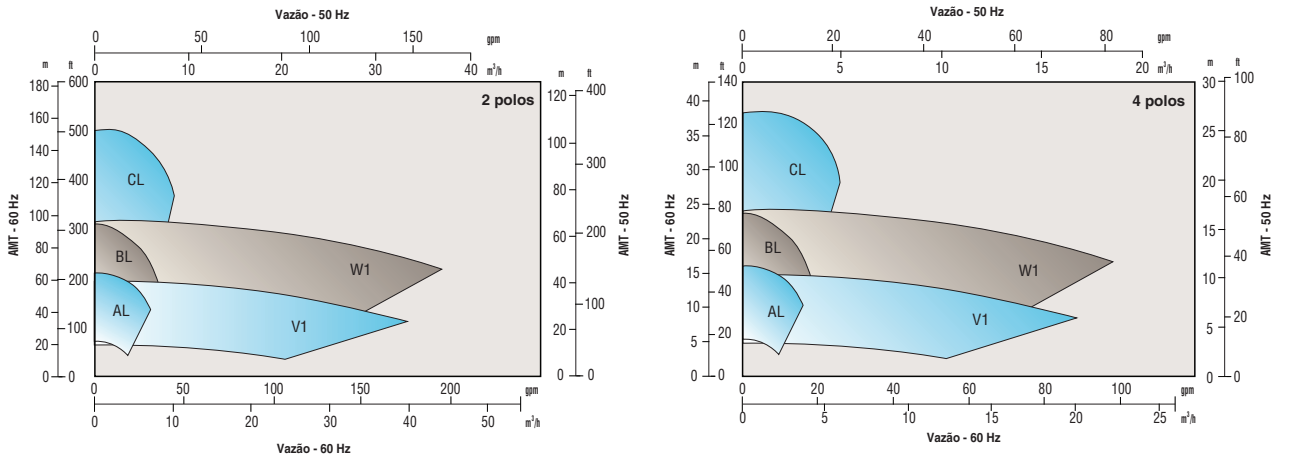 Vazão - 50 Hz
0 50 100 150 gpm
0 10 20 30 40 m³/h
m ft
180 160 140 120 100 80 60 40 20 0
600 500 400 300 200 100 0
AMT - 60 Hz
2 polos
CL
BL
W1
AL
V1
m ft
120 100 80 60 40 20 0
400 300 200 100 0
AMT - 50 Hz
0 50 100 150 200 gpm
0 10 20 30 40 50 m³/h
Vazão - 60 Hz
Vazão - 50 Hz
0 20 40 60 80 gpm
0 5 10 15 20 m³/h
m ft
40 35 30 25 20 15 10 5 0
140 120 100 80 60 40 20 0
AMT - 60 Hz
4 polos
CL
BL
W1
AL
V1
m ft
30 25 20 15 10 5 0
100 80 60 40 20 0
AMT - 50 Hz
0 20 40 60 80 100 gpm
0 5 10 15 20 25 m³/h
Vazão - 60 Hz